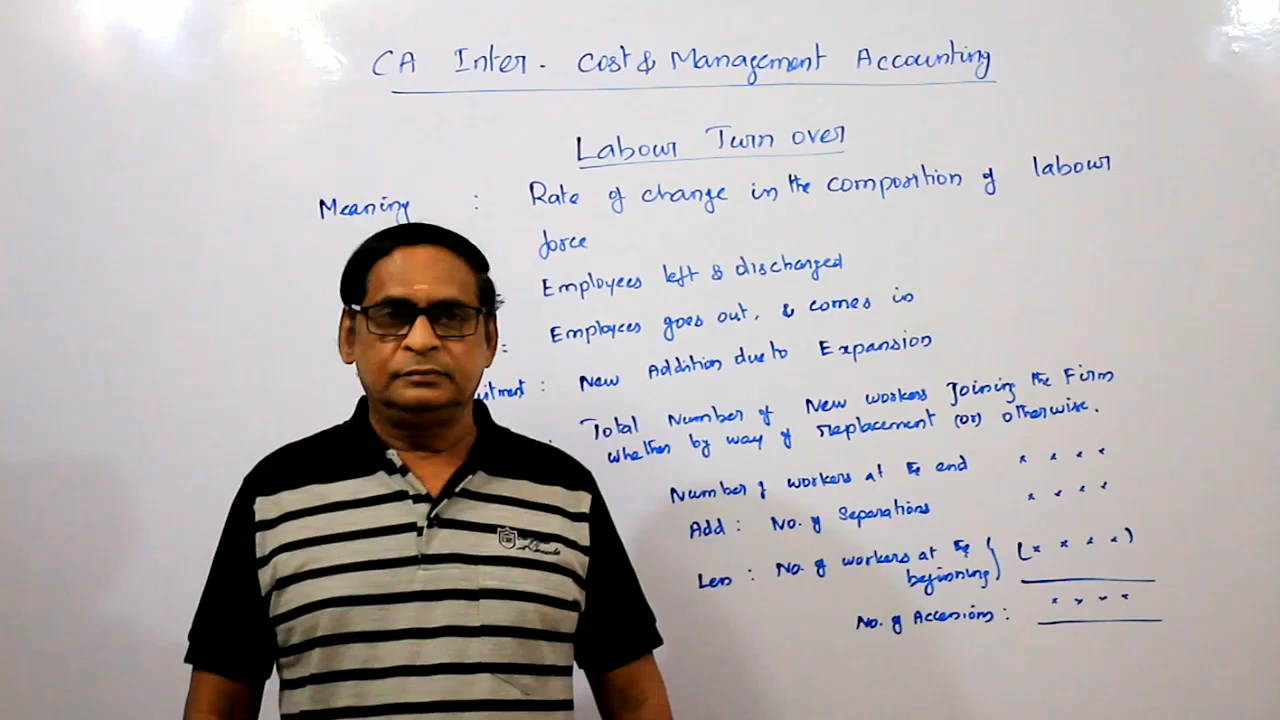 CA Inter. Cost & Management Accounting
Labour Turn over
Meaning : Rate of change in the composition of labour
force
Employees left & discharged
: Employees goes out, & comes in
uitment : New Addition due to Expansion
: Total Number of New workers Joining the Firm
whether by way of replacement (or) otherwise.
Number of workers at end x x x x
Add : No. of Separations x x x x
Less : No. of workers at (x x x x)
beginning
No. of Accessions : x x x x